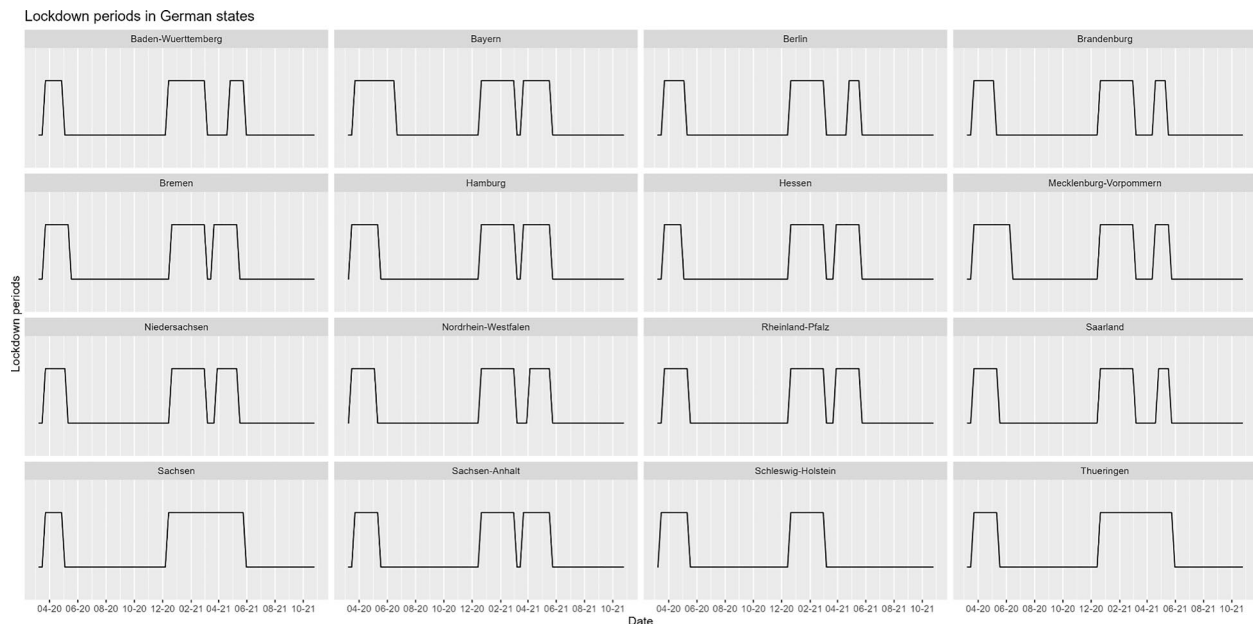 Lockdown periods in German states
Baden-Wuerttemberg
Bayern
Berlin
Brandenburg
Bremen
Hamburg
Hessen
Mecklenburg-Vorpommern
Lockdown periods
Niedersachsen
Nordrhein-Westfalen
Rheinland-Pfalz
Saarland
Sachsen
Sachsen-Anhalt
Schleswig-Holstein
Thueringen
04-20 06-20 08-20 10-20 12-20 02-21 04-21 06-21 08-21 10-21
04-20 06-20 08-20 10-20 12-20 02-21 04-21 06-21 08-21 10-21
04-20 06-20 08-20 10-20 12-20 02-21 04-21 06-21 08-21 10-21
04-20 06-20 08-20 10-20 12-20 02-21 04-21 06-21 08-21 10-21
Date